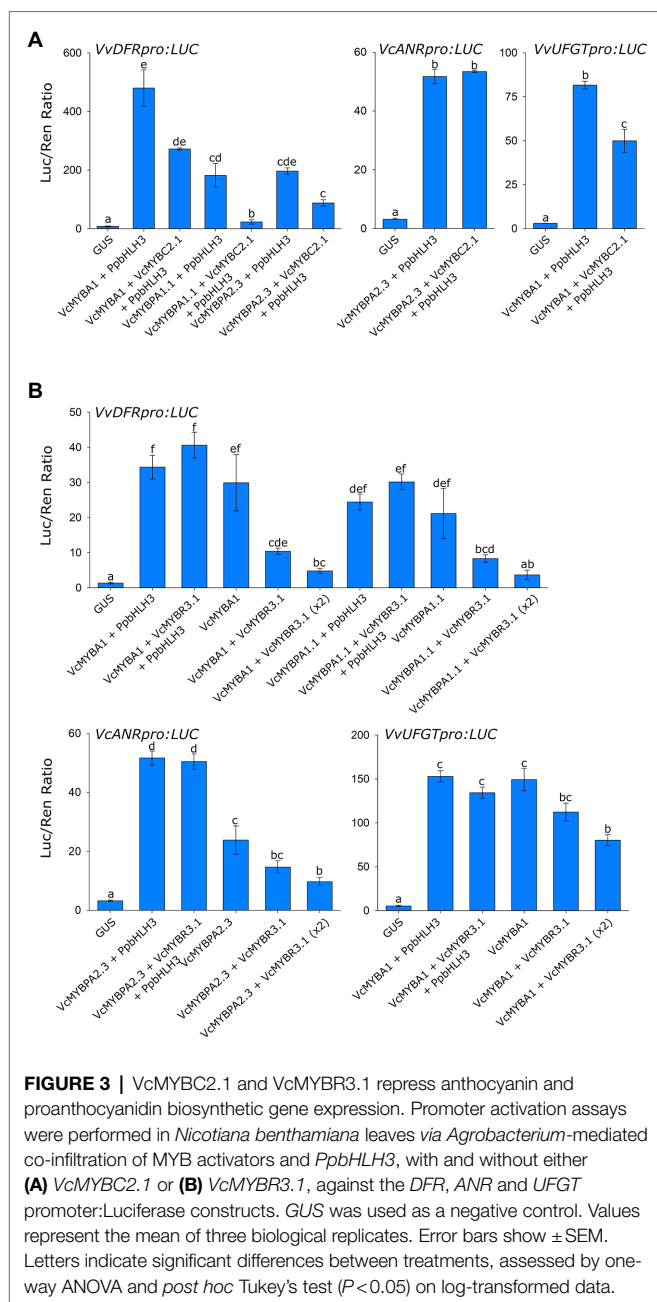 A
VvDFRpro:LUC
Luc/Ren Ratio
600
400
200
0
a
e
de
cd
b
cde
c
GUS
VcMYBA1 + PpbHLH3
VcMYBA1 + VcMYBC2.1
+ PpbHLH3
VcMYBPA1.1 + PpbHLH3
VcMYBPA1.1 + VcMYBC2.1
+ PpbHLH3
VcMYBPA2.3 + PpbHLH3
VcMYBPA2.3 + VcMYBC2.1
+ PpbHLH3
VcANRpro:LUC
60
40
20
0
a
b
b
GUS
VcMYBPA2.3 + PpbHLH3
VcMYBPA2.3 + VcMYBC2.1
+ PpbHLH3
VvUFGTpro:LUC
100
75
50
25
0
a
b
c
GUS
VcMYBA1 + PpbHLH3
VcMYBA1 + VcMYBC2.1
+ PpbHLH3
B
VvDFRpro:LUC
Luc/Ren Ratio
50
40
30
20
10
0
a
f
f
ef
cde
bc
def
ef
def
bcd
ab
GUS
VcMYBA1 + PpbHLH3
VcMYBA1 + VcMYBR3.1
+ PpbHLH3
VcMYBA1
VcMYBA1 + VcMYBR3.1
VcMYBA1 + VcMYBR3.1 (x2)
VcMYBPA1.1 + PpbHLH3
VcMYBPA1.1 + VcMYBR3.1
+ PpbHLH3
VcMYBPA1.1
VcMYBPA1.1 + VcMYBR3.1
VcMYBPA1.1 + VcMYBR3.1 (x2)
VcANRpro:LUC
Luc/Ren Ratio
60
40
20
0
a
d
d
c
bc
b
GUS
VcMYBPA2.3 + PpbHLH3
VcMYBPA2.3 + VcMYBR3.1
+ PpbHLH3
VcMYBPA2.3
VcMYBPA2.3 + VcMYBR3.1
VcMYBPA2.3 + VcMYBR3.1 (x2)
VvUFGTpro:LUC
200
150
100
50
0
a
c
c
c
bc
b
GUS
VcMYBA1 + PpbHLH3
VcMYBA1 + VcMYBR3.1
+ PpbHLH3
VcMYBA1
VcMYBA1 + VcMYBR3.1
VcMYBA1 + VcMYBR3.1 (x2)
FIGURE 3 | VcMYBC2.1 and VcMYBR3.1 repress anthocyanin and
proanthocyanidin biosynthetic gene expression. Promoter activation assays
were performed in Nicotiana benthamiana leaves via Agrobacterium-mediated
co-infiltration of MYB activators and PpbHLH3, with and without either
(A) VcMYBC2.1 or (B) VcMYBR3.1, against the DFR, ANR and UFGT
promoter:Luciferase constructs. GUS was used as a negative control. Values
represent the mean of three biological replicates. Error bars show ±SEM.
Letters indicate significant differences between treatments, assessed by one-
way ANOVA and post hoc Tukey's test (P<0.05) on log-transformed data.